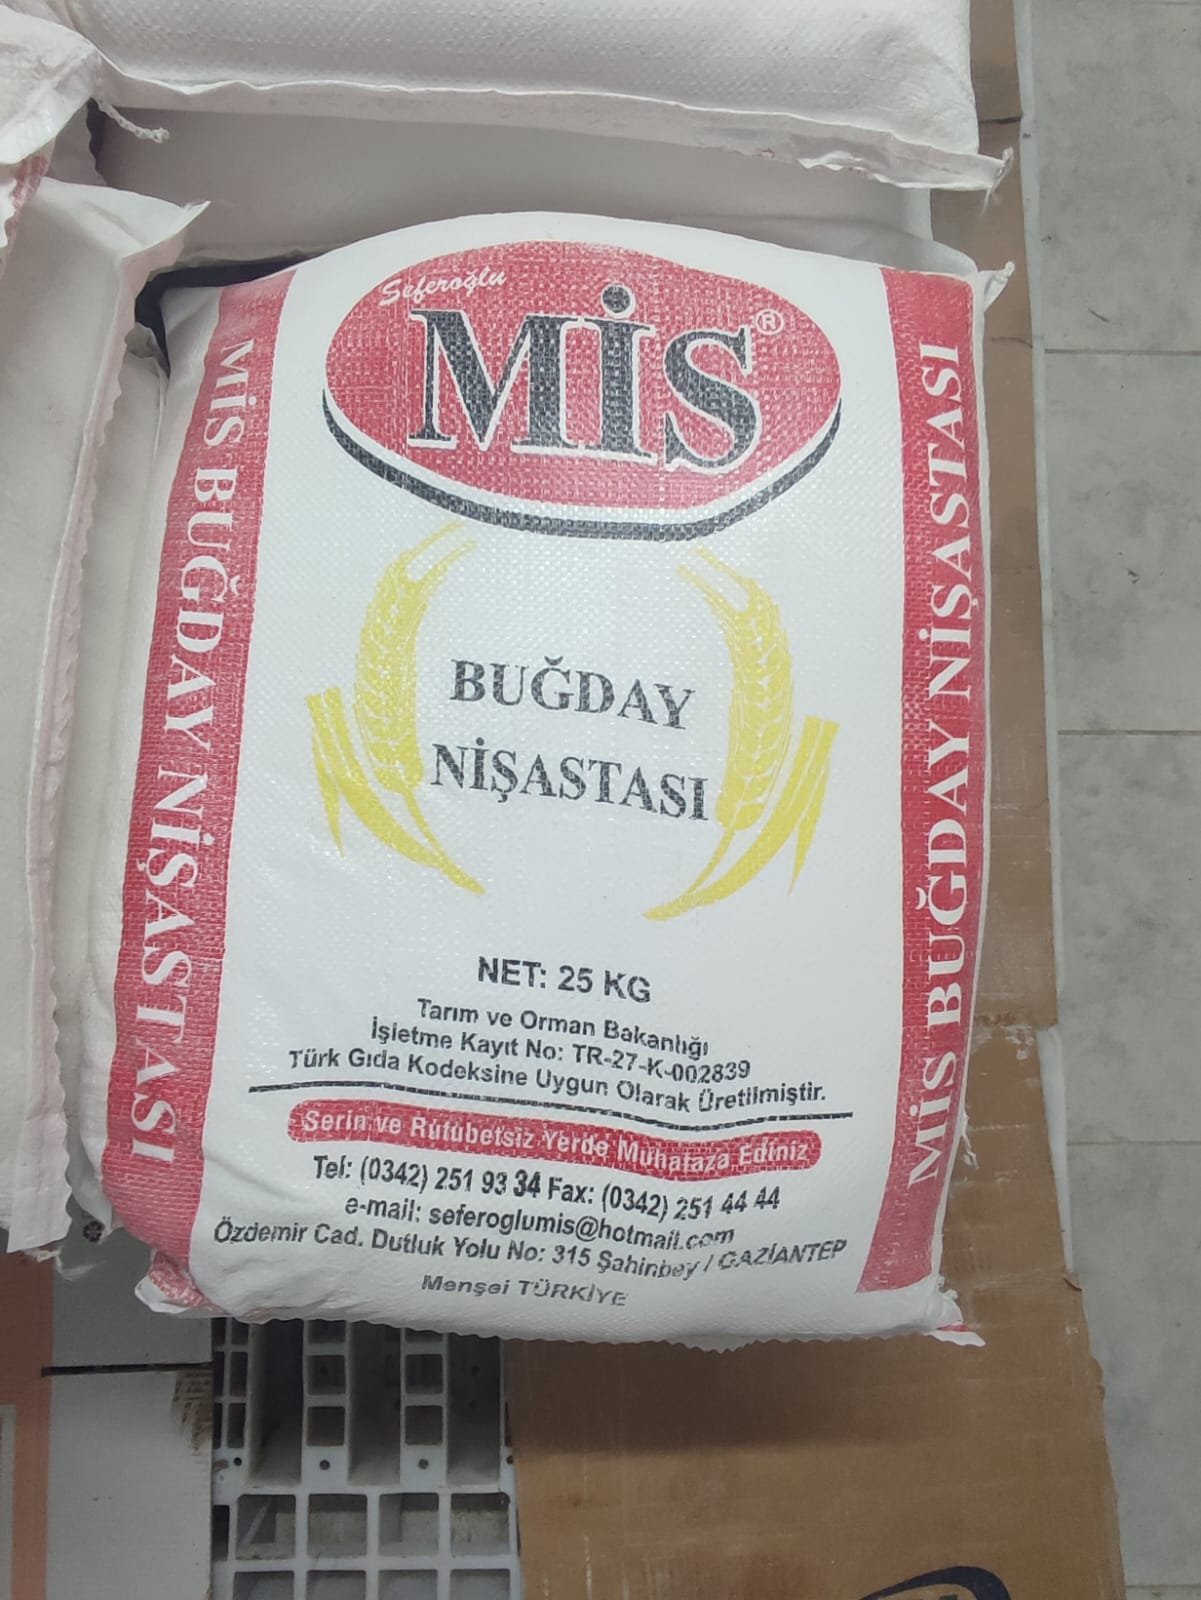 Seferoğlu
MİS®
BUĞDAY
NİŞASTASI
MİS BUĞDAY NİŞASTASI
MİS BUĞDAY NİŞASTASI
NET: 25 KG
Tarım ve Orman Bakanlığı
İşletme Kayıt No: TR-27-K-002839
Türk Gıda Kodeksine Uygun Olarak Üretilmiştir.
Serin ve Rutubetsiz Yerde Muhafaza Ediniz
Tel: (0342) 251 93 34 Fax: (0342) 251 44 44
e-mail: seferoglumis@hotmail.com
Özdemir Cad. Dutluk Yolu No: 315 Şahinbey / GAZİANTEP
Menşei TÜRKİYE